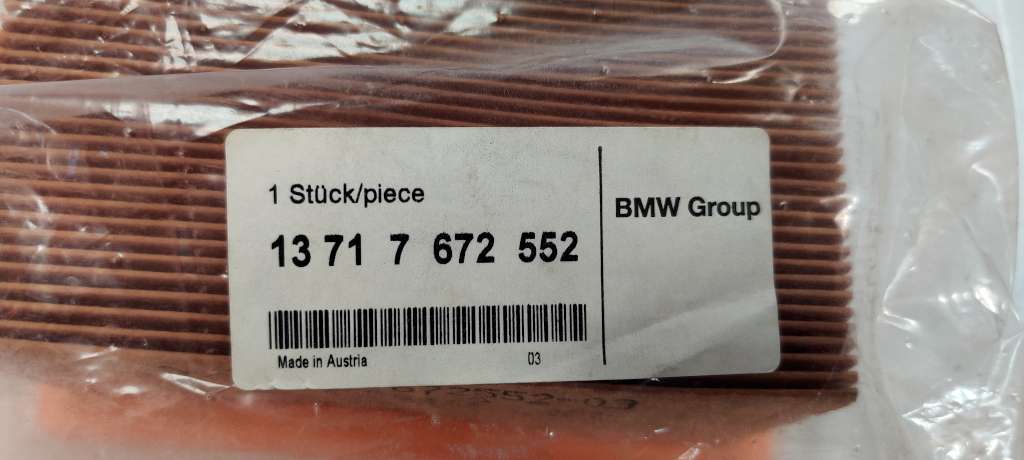 1 Stück/piece
13 71 7 672 552
BMW Group
Made in Austria 03